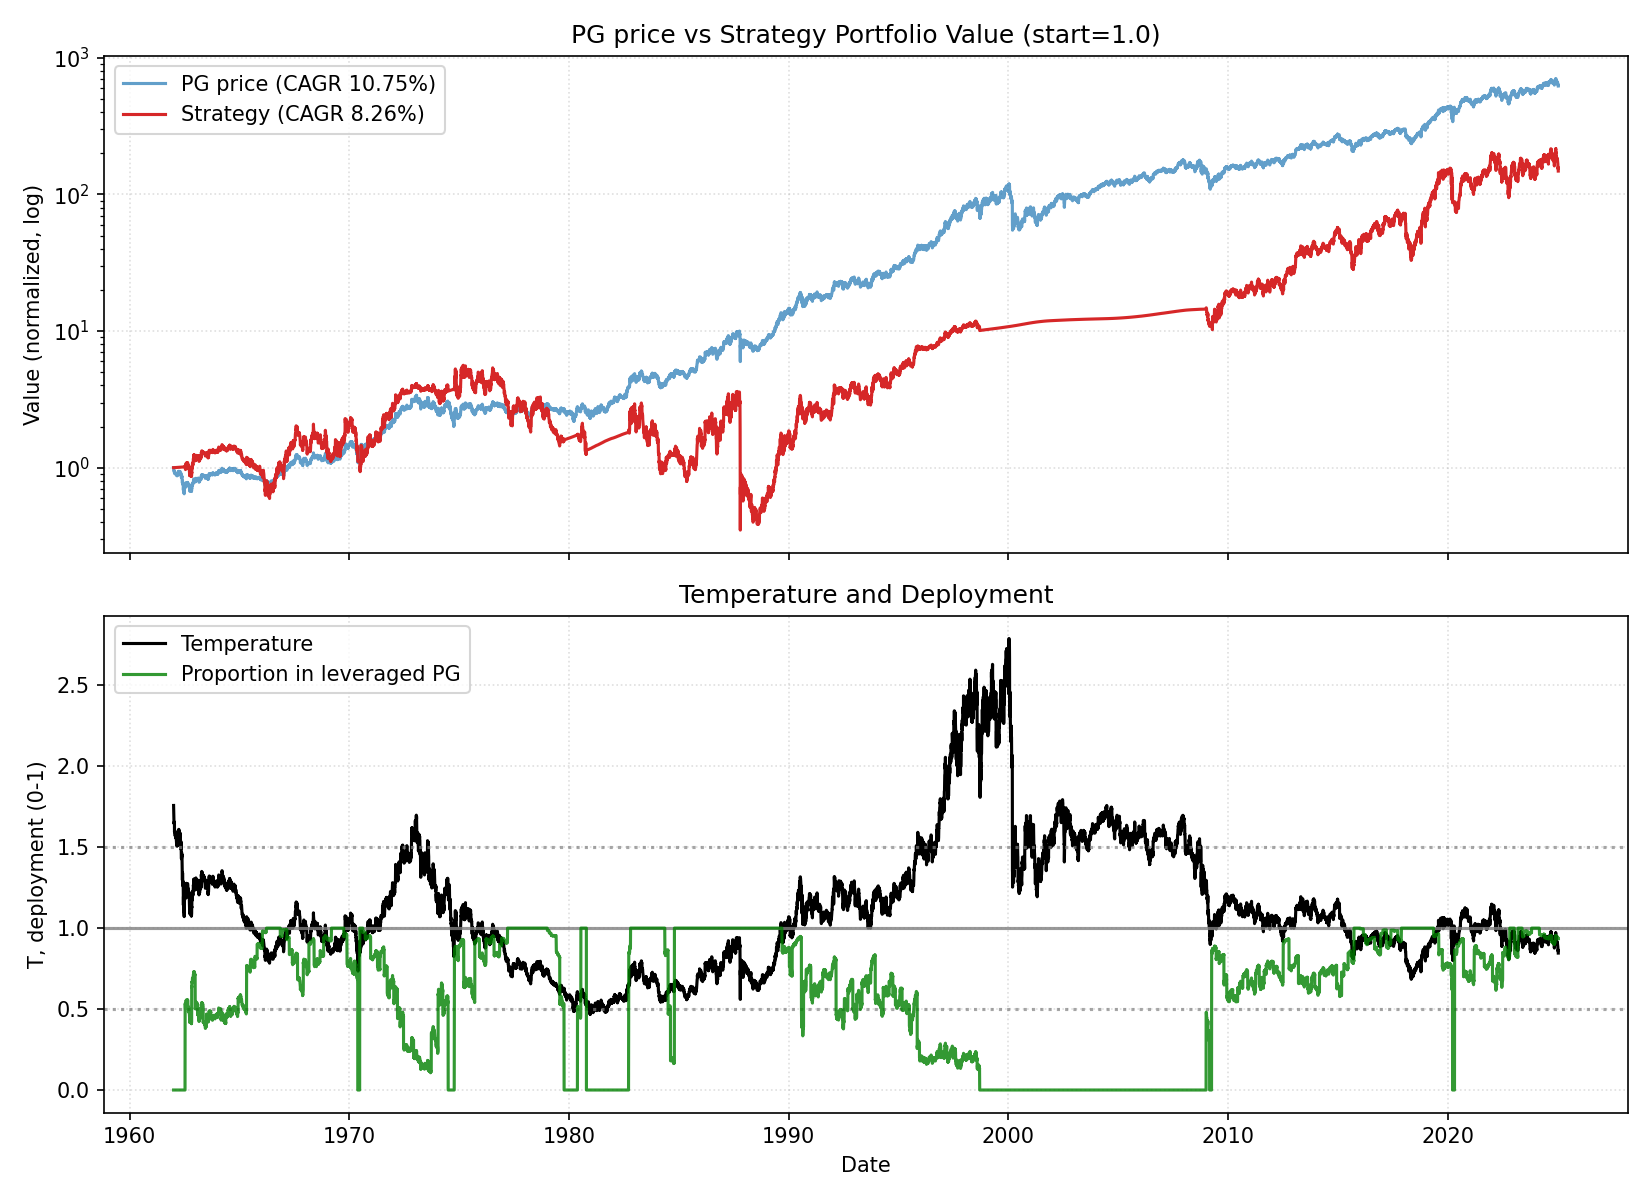 PG price vs Strategy Portfolio Value (start=1.0)
PG price (CAGR 10.75%)
Strategy (CAGR 8.26%)
Value (normalized, log)
10³
10²
10¹
10⁰
Temperature and Deployment
Temperature
Proportion in leveraged PG
T, deployment (0-1)
2.5
2.0
1.5
1.0
0.5
0.0
1960 1970 1980 1990 2000 2010 2020
Date